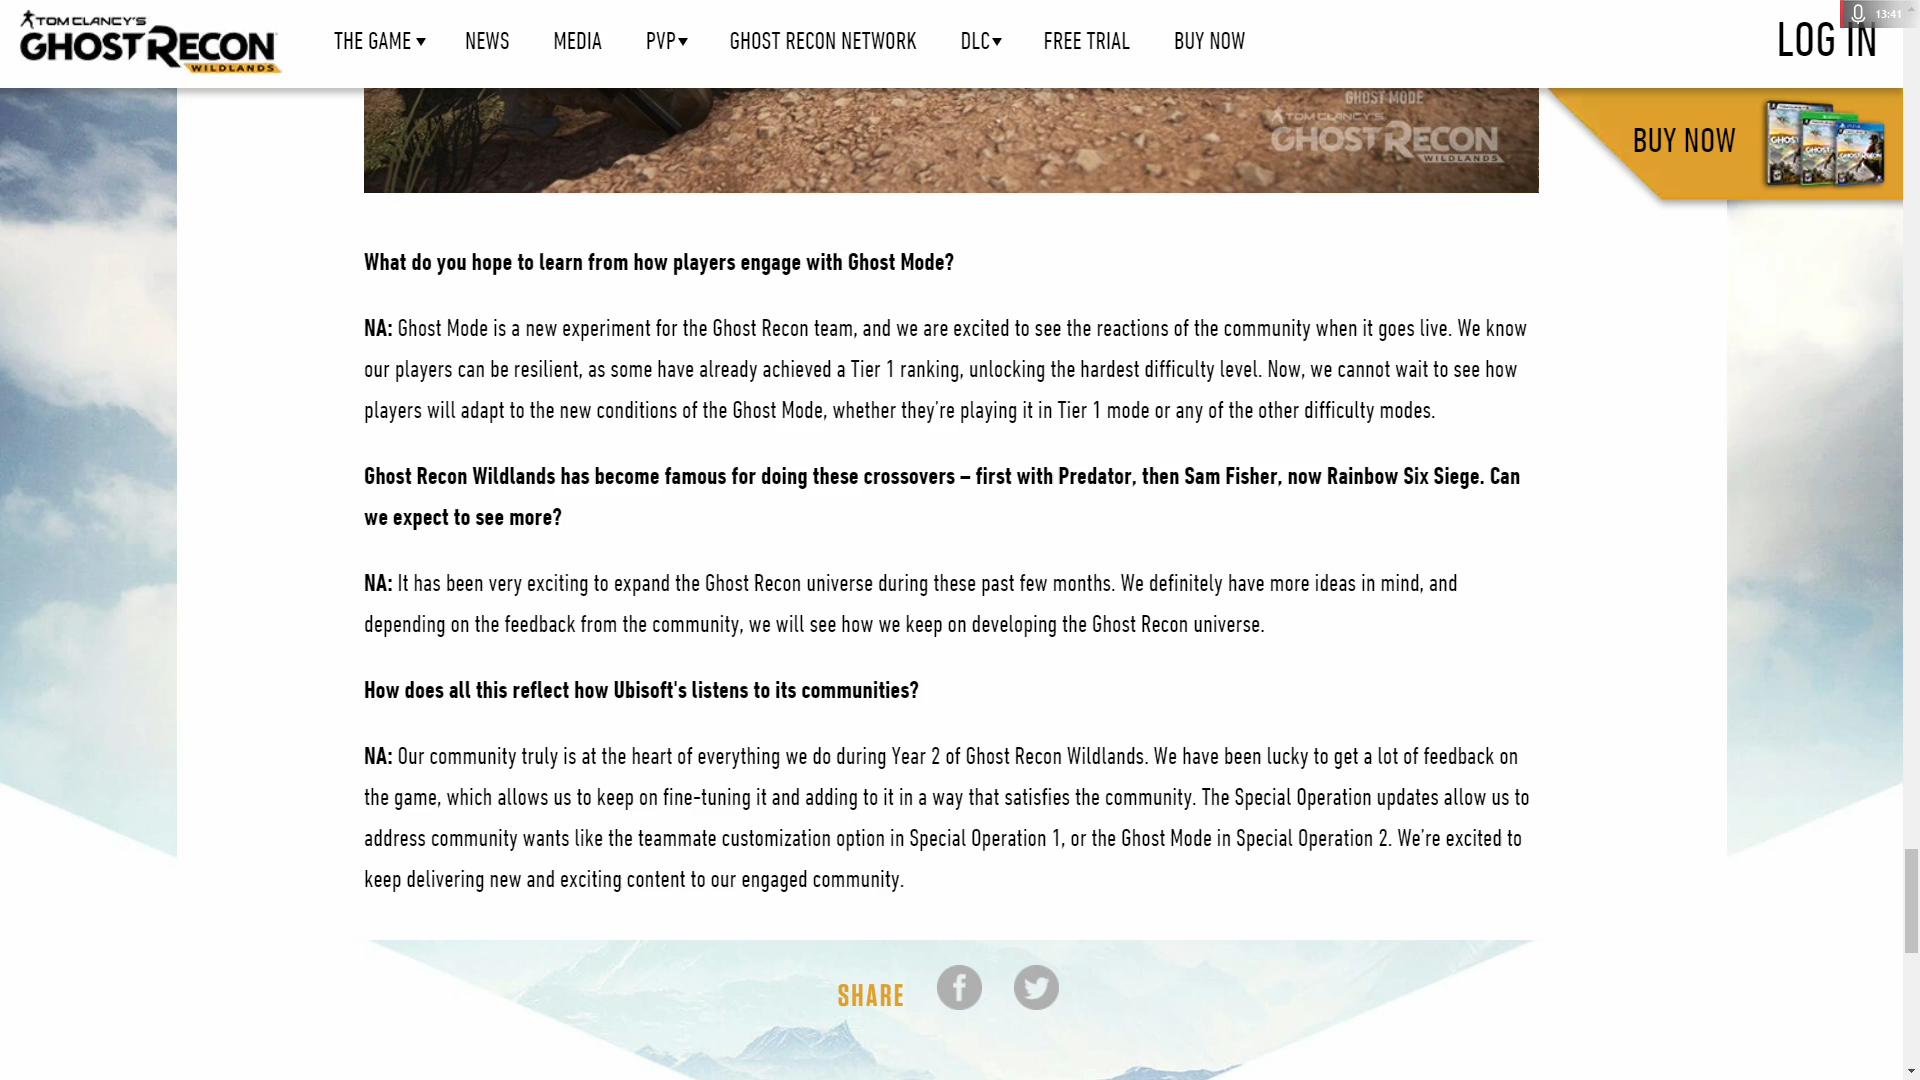 TOM CLANCY'S
GHOST RECON
WILDLANDS
THE GAME NEWS MEDIA PVP GHOST RECON NETWORK DLC FREE TRIAL BUY NOW
LOG IN
13:41
GHOST MODE
TOM CLANCY'S
GHOST RECON
WILDLANDS
BUY NOW
What do you hope to learn from how players engage with Ghost Mode?
NA: Ghost Mode is a new experiment for the Ghost Recon team, and we are excited to see the reactions of the community when it goes live. We know
our players can be resilient, as some have already achieved a Tier 1 ranking, unlocking the hardest difficulty level. Now, we cannot wait to see how
players will adapt to the new conditions of the Ghost Mode, whether they're playing it in Tier 1 mode or any of the other difficulty modes.
Ghost Recon Wildlands has become famous for doing these crossovers – first with Predator, then Sam Fisher, now Rainbow Six Siege. Can
we expect to see more?
NA: It has been very exciting to expand the Ghost Recon universe during these past few months. We definitely have more ideas in mind, and
depending on the feedback from the community, we will see how we keep on developing the Ghost Recon universe.
How does all this reflect how Ubisoft's listens to its communities?
NA: Our community truly is at the heart of everything we do during Year 2 of Ghost Recon Wildlands. We have been lucky to get a lot of feedback on
the game, which allows us to keep on fine-tuning it and adding to it in a way that satisfies the community. The Special Operation updates allow us to
address community wants like the teammate customization option in Special Operation 1, or the Ghost Mode in Special Operation 2. We're excited to
keep delivering new and exciting content to our engaged community.
SHARE